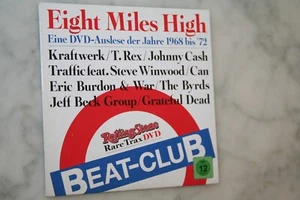 Eight Miles High
Eine DVD-Auslese der Jahre 1968 bis '72
Kraftwerk/T. Rex/Johnny Cash
Traffic feat. Steve Winwood/Can
Eric Burdon & War/The Byrds
Jeff Beck Group/Grateful Dead
Rolling Stone
Rare Trax DVD
BEAT-CLUB